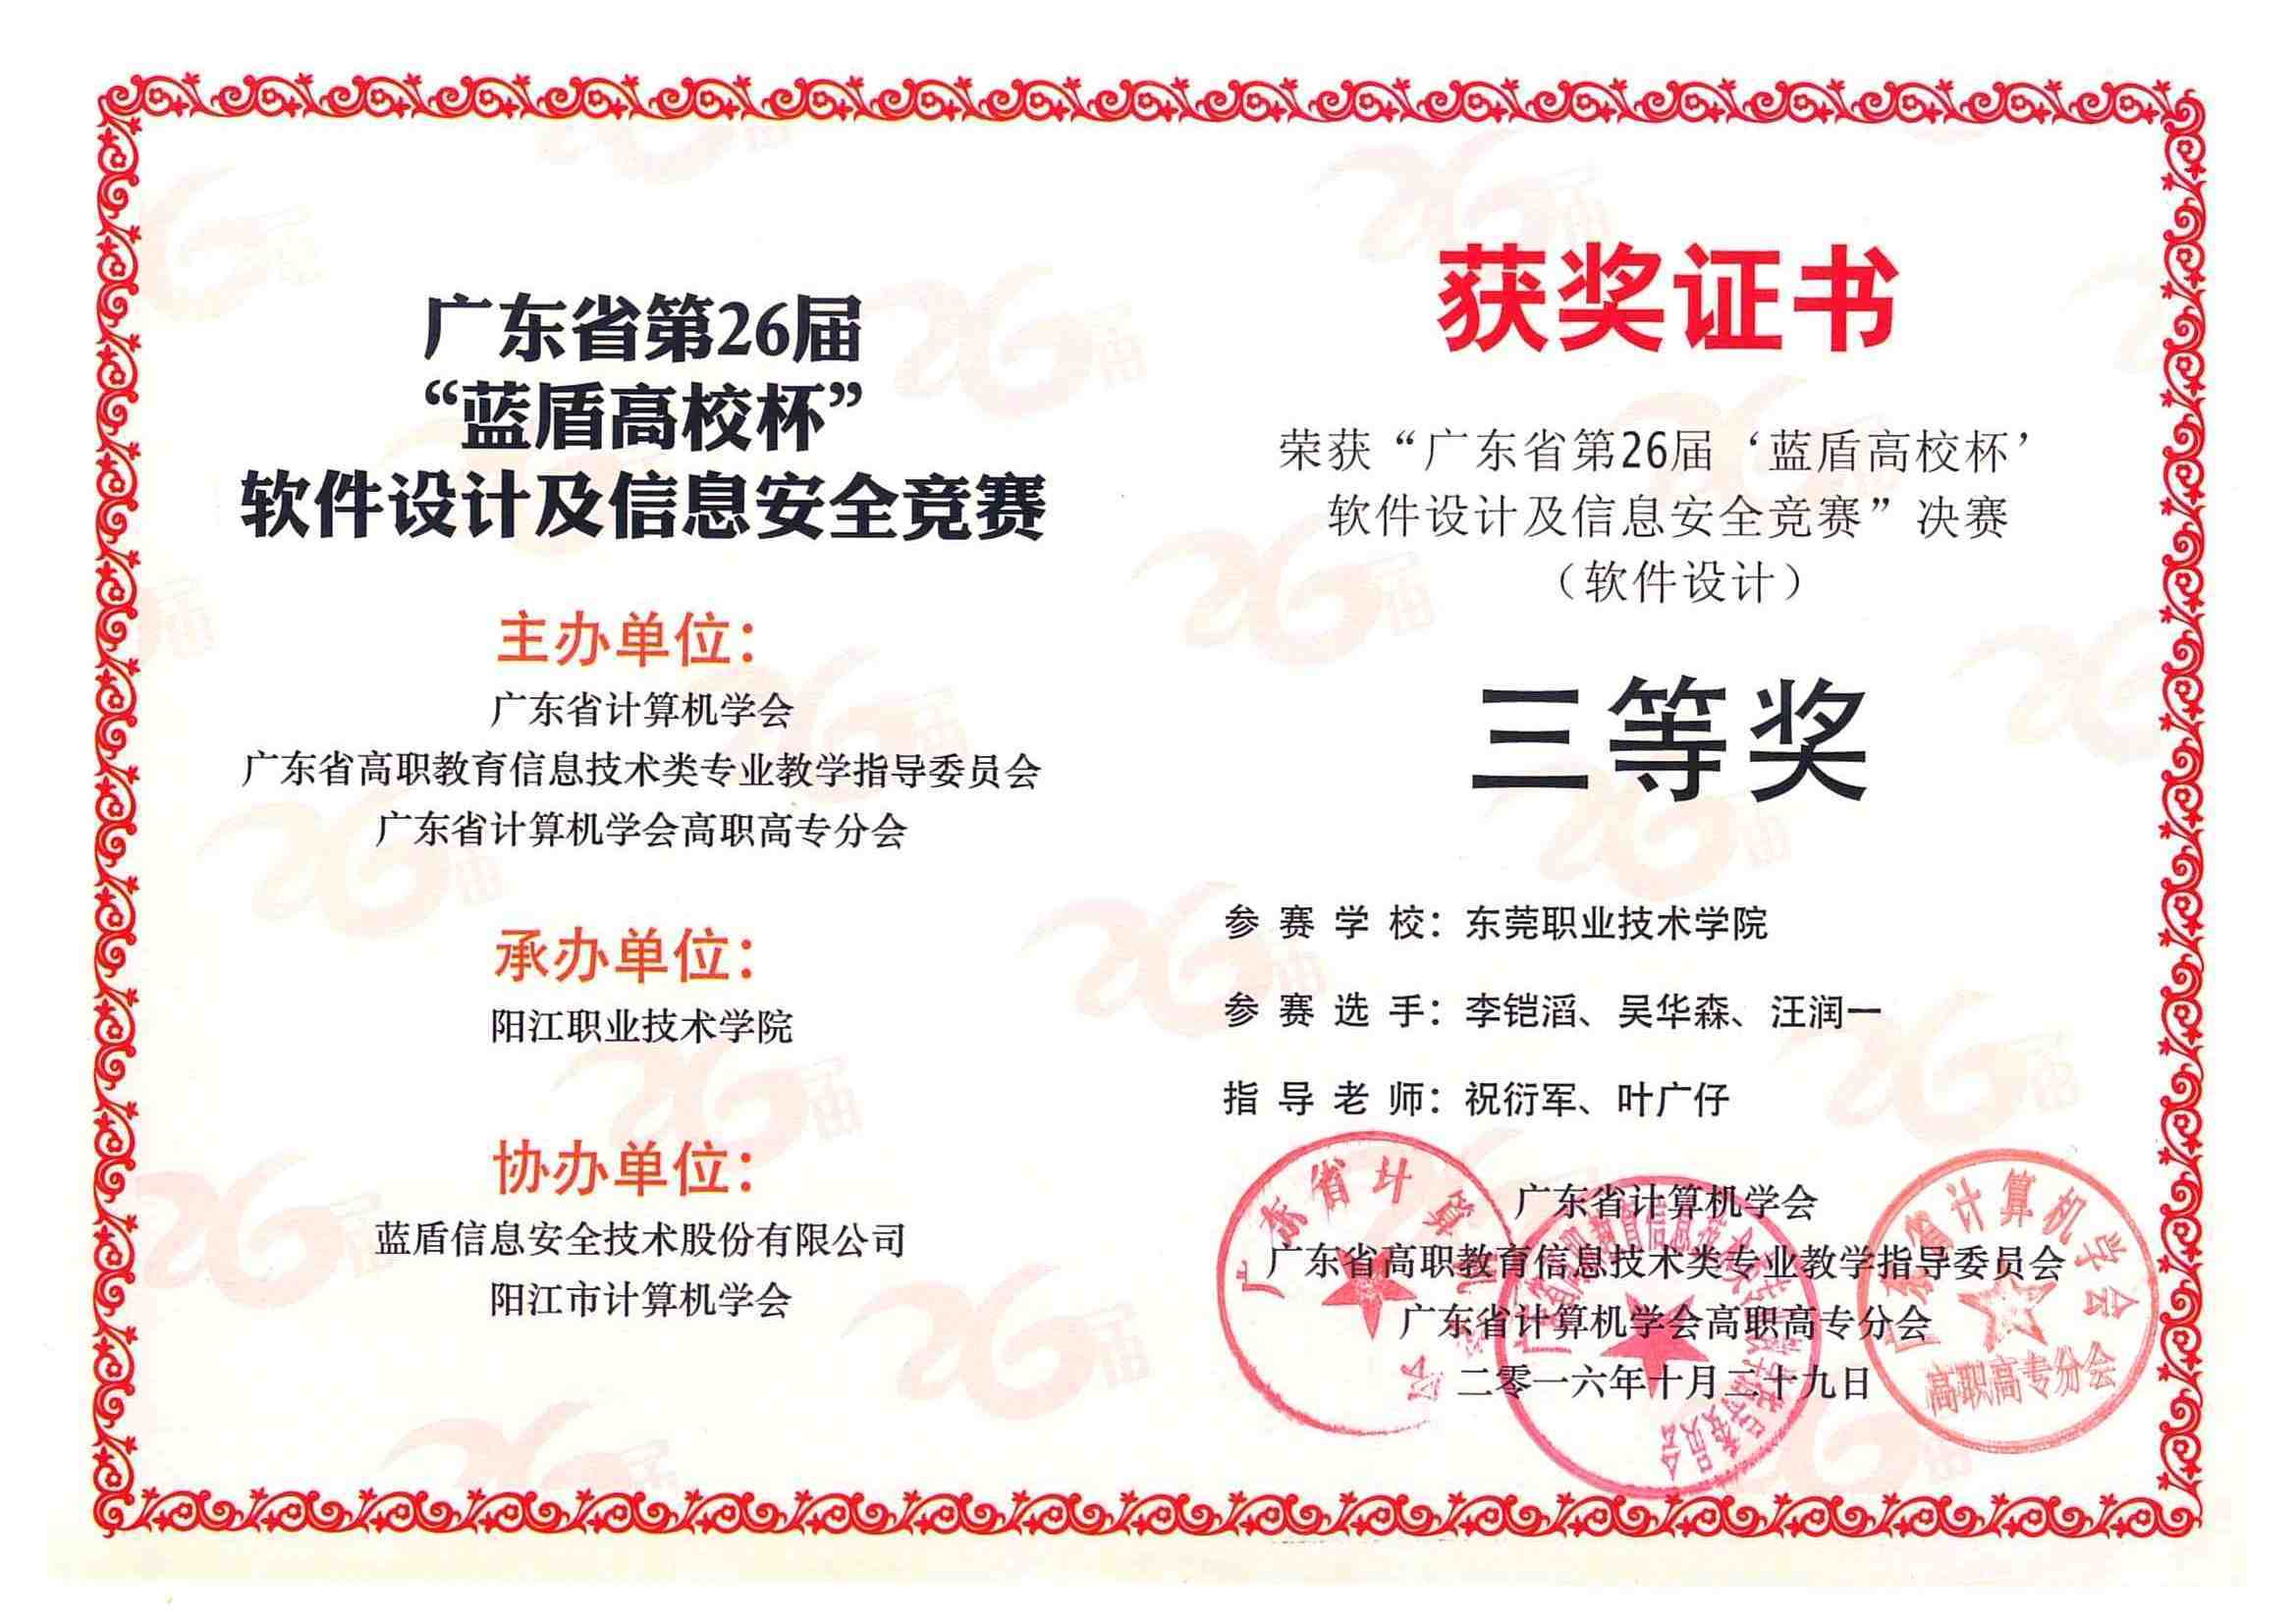 广东省第26届
“蓝盾高校杯”
软件设计及信息安全竞赛
主办单位：
广东省计算机学会
广东省高职教育信息技术类专业教学指导委员会
广东省计算机学会高职高专分会
承办单位：
阳江职业技术学院
协办单位：
蓝盾信息安全技术股份有限公司
阳江市计算机学会
获奖证书
荣获“广东省第26届‘蓝盾高校杯’
软件设计及信息安全竞赛”决赛
（软件设计）
三等奖
参赛学校：东莞职业技术学院
参赛选手：李铠滔、吴华森、汪润一
指导老师：祝衍军、叶广仔
广东省计算机学会
广东省高职教育信息技术类专业教学指导委员会
广东省计算机学会高职高专分会
二零一六年十月二十九日
广东省计算机学会
高职高专分会